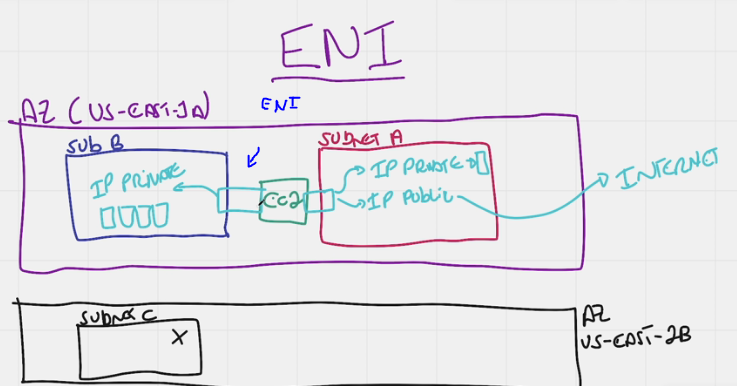 ENI
AZ (US-EAST-1A)
ENI
SUB B
SUBNET A
IP PRIVATE
IP PRIVATE
EC2
IP PUBLIC
INTERNET
SUBNET C
X
AZ
US-EAST-2B